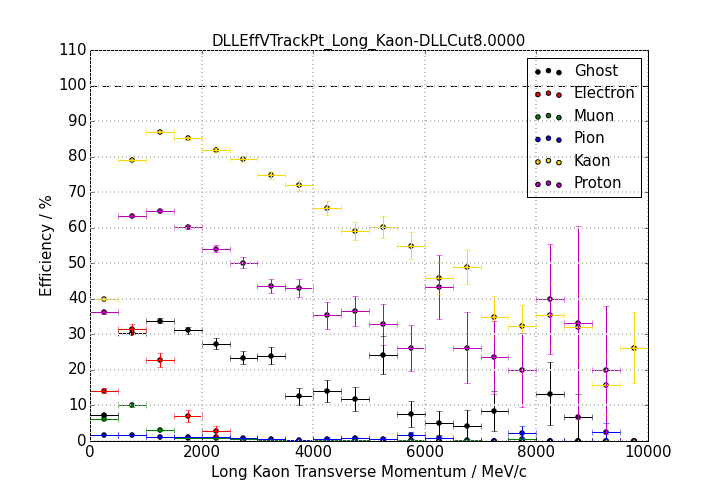 DLLEffVTrackPt_Long_Kaon-DLLCut8.0000
110
100
90
80
70
60
50
40
30
20
10
0
Efficiency / %
Ghost
Electron
Muon
Pion
Kaon
Proton
0 2000 4000 6000 8000 10000
Long Kaon Transverse Momentum / MeV/c